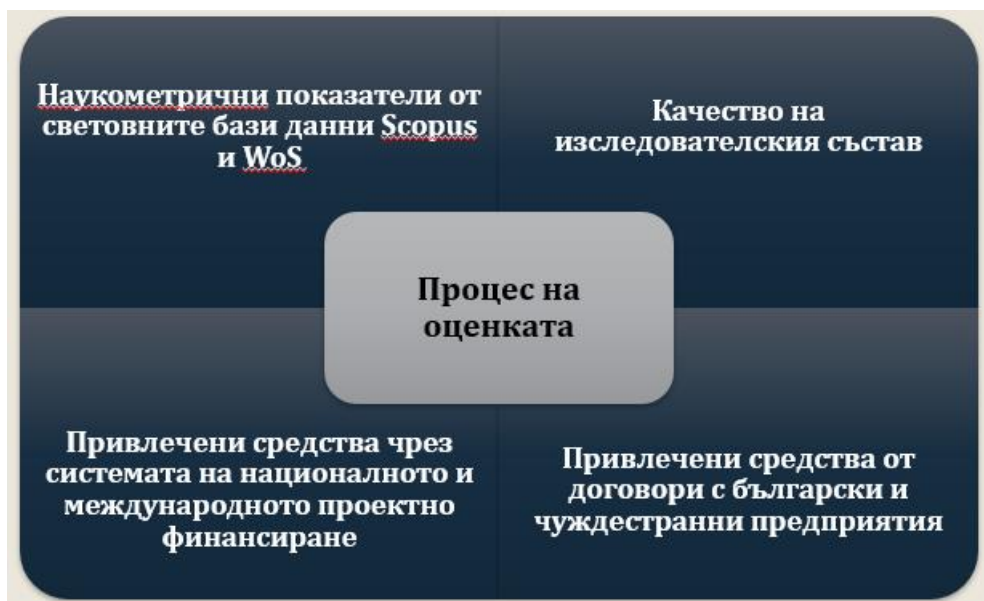 Наукометрични показатели от
световните бази данни Scopus
и WoS
Качество на
изследователския състав
Процес на
оценката
Привлечени средства чрез
системата на националното и
международното проектно
финансиране
Привлечени средства от
договори с български и
чуждестранни предприятия